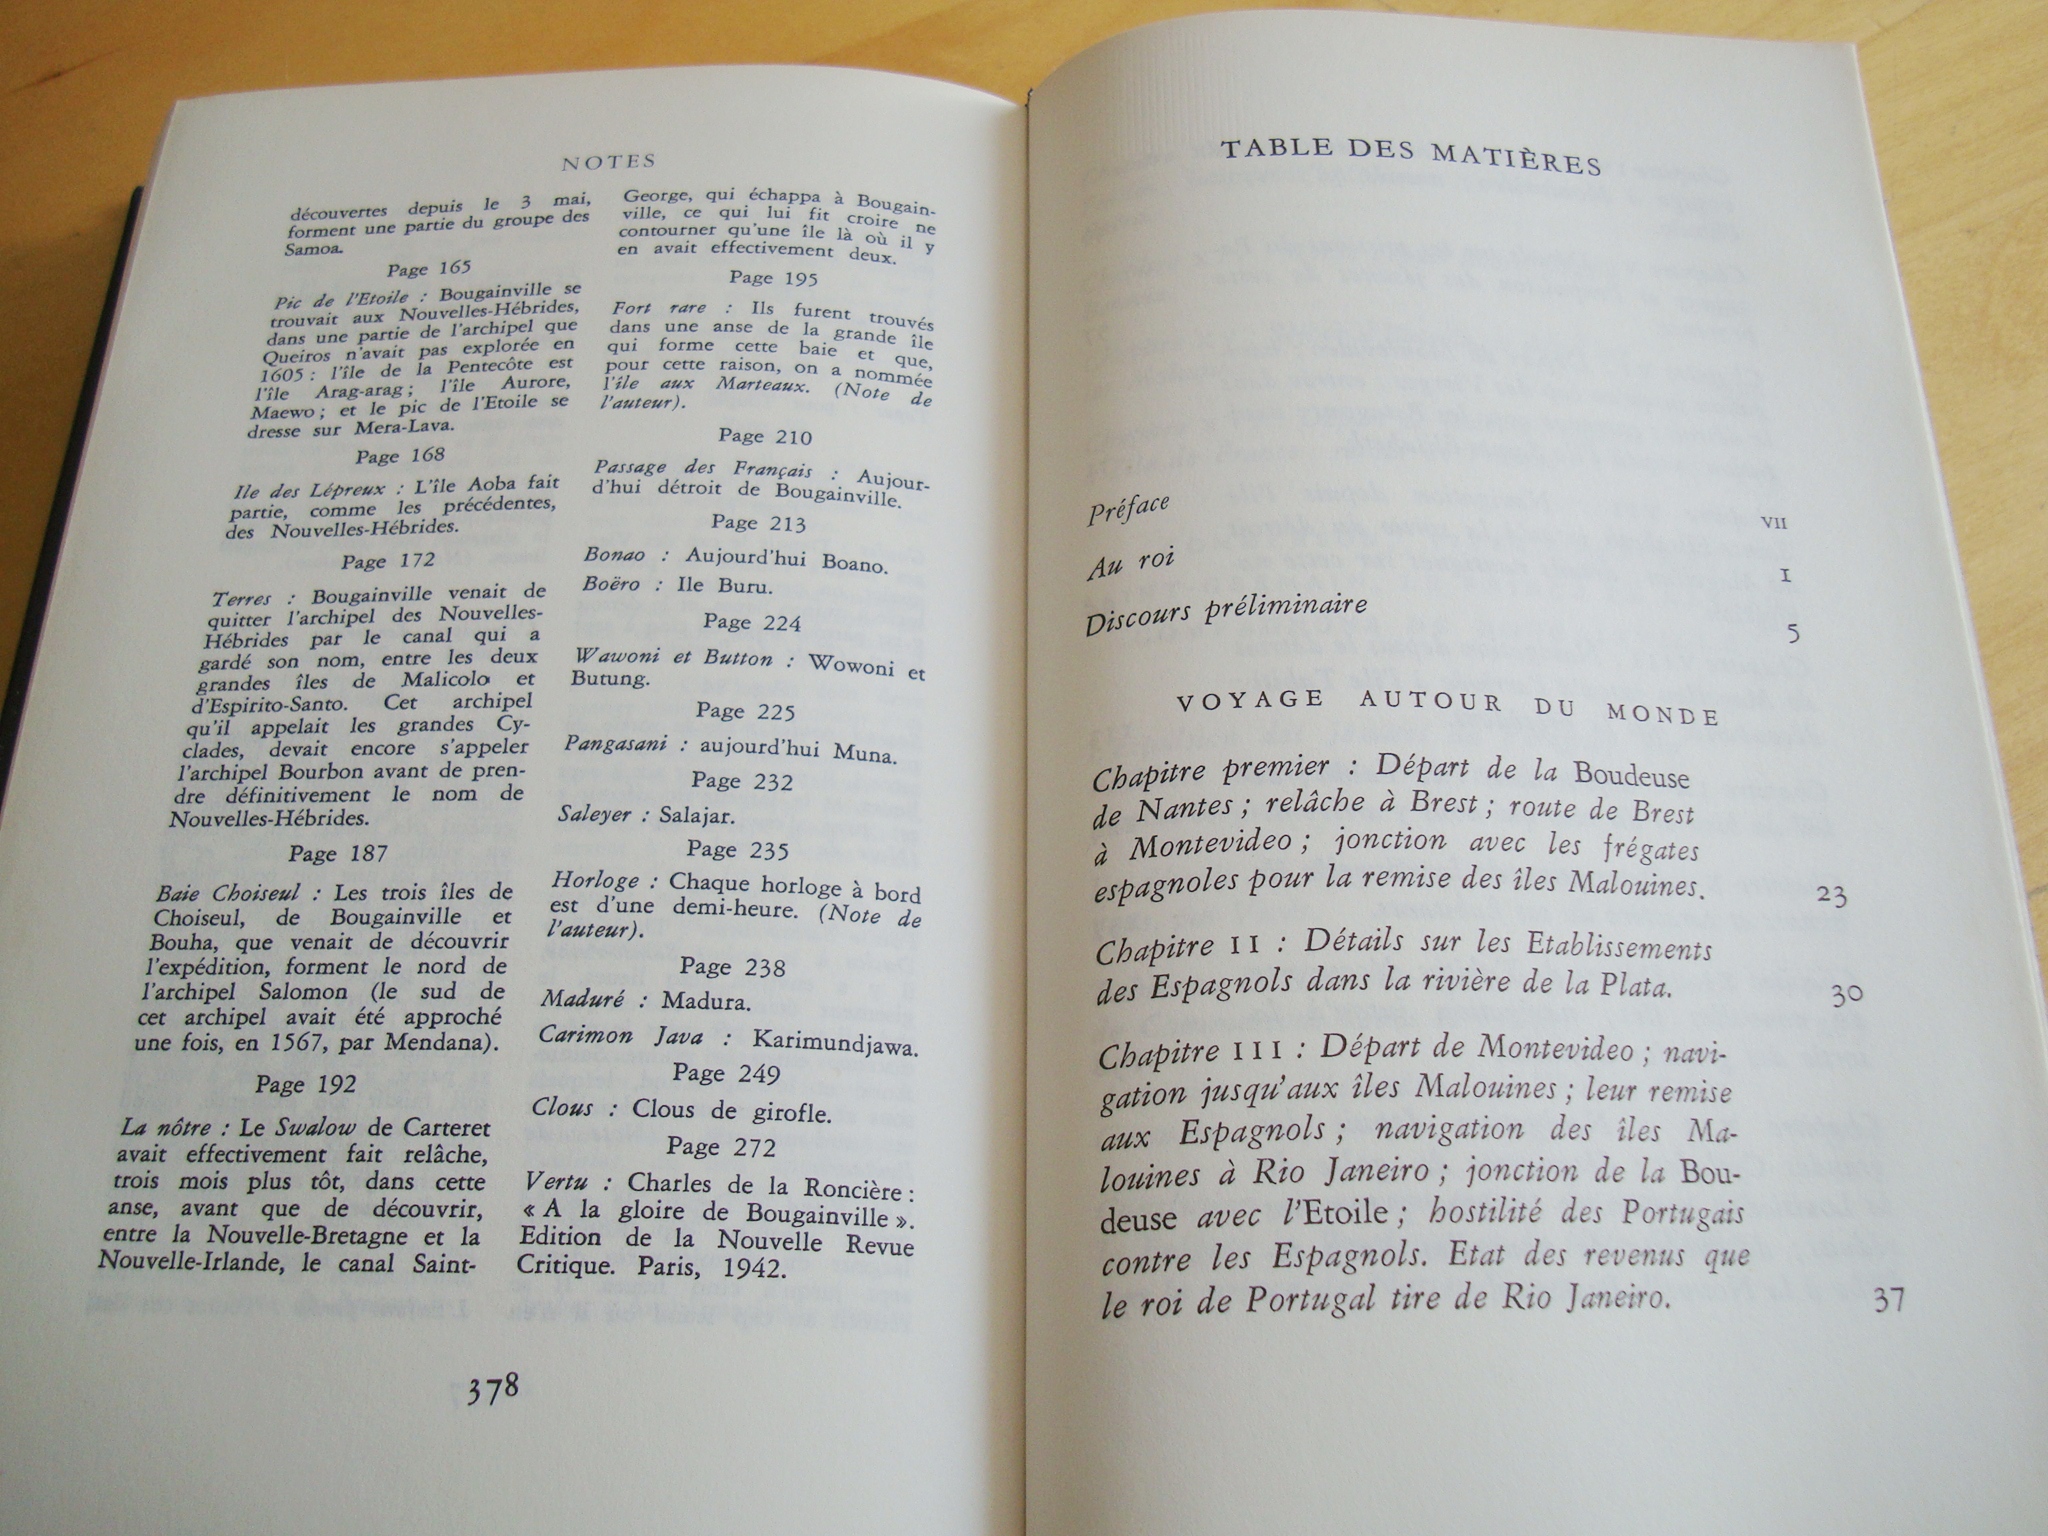 NOTES
découvertes depuis le 3 mai,
forment une partie du groupe des
Samoa.
Page 165
Pic de l'Etoile : Bougainville se
trouvait aux Nouvelles-Hébrides,
dans une partie de l'archipel que
Queiros n'avait pas explorée en
1605 : l'île de la Pentecôte est
l'île Arag-arag ; l'île Aurore,
Maewo ; et le pic de l'Etoile se
dresse sur Mera-Lava.
Page 168
Ile des Lépreux : L'île Aoba fait
partie, comme les précédentes,
des Nouvelles-Hébrides.
Page 172
Terres : Bougainville venait de
quitter l'archipel des Nouvelles-
Hébrides par le canal qui a
gardé son nom, entre les deux
grandes îles de Malicolo et
d'Espirito-Santo. Cet archipel
qu'il appelait les grandes Cy-
clades, devait encore s'appeler
l'archipel Bourbon avant de pren-
dre définitivement le nom de
Nouvelles-Hébrides.
Page 187
Baie Choiseul : Les trois îles de
Choiseul, de Bougainville et
Bouha, que venait de découvrir
l'expédition, forment le nord de
l'archipel Salomon (le sud de
cet archipel avait été approché
une fois, en 1567, par Mendana).
Page 192
La nôtre : Le Swalow de Carteret
avait effectivement fait relâche,
trois mois plus tôt, dans cette
anse, avant que de découvrir,
entre la Nouvelle-Bretagne et la
Nouvelle-Irlande, le canal Saint-
George, qui échappa à Bougain-
ville, ce qui lui fit croire ne
contourner qu'une île là où il y
en avait effectivement deux.
Page 195
Fort rare : Ils furent trouvés
dans une anse de la grande île
qui forme cette baie et que,
pour cette raison, on a nommée
l'île aux Marteaux. (Note de
l'auteur).
Page 210
Passage des Français : Aujour-
d'hui détroit de Bougainville.
Page 213
Bonao : Aujourd'hui Boano.
Boëro : Ile Buru.
Page 224
Wawoni et Button : Wowoni et
Butung.
Page 225
Pangasani : aujourd'hui Muna.
Page 232
Saleyer : Salajar.
Page 235
Horloge : Chaque horloge à bord
est d'une demi-heure. (Note de
l'auteur).
Page 238
Maduré : Madura.
Carimon Java : Karimundjawa.
Page 249
Clous : Clous de girofle.
Page 272
Vertu : Charles de la Roncière :
« A la gloire de Bougainville ».
Edition de la Nouvelle Revue
Critique. Paris, 1942.
378
TABLE DES MATIÈRES
Préface VII
Au roi 1
Discours préliminaire 5
VOYAGE AUTOUR DU MONDE
Chapitre premier : Départ de la Boudeuse
de Nantes ; relâche à Brest ; route de Brest
à Montevideo ; jonction avec les frégates
espagnoles pour la remise des îles Malouines. 23
Chapitre II : Détails sur les Etablissements
des Espagnols dans la rivière de la Plata. 30
Chapitre III : Départ de Montevideo ; navi-
gation jusqu'aux îles Malouines ; leur remise
aux Espagnols ; navigation des îles Ma-
louines à Rio Janeiro ; jonction de la Bou-
deuse avec l'Etoile ; hostilité des Portugais
contre les Espagnols. Etat des revenus que
le roi de Portugal tire de Rio Janeiro. 37